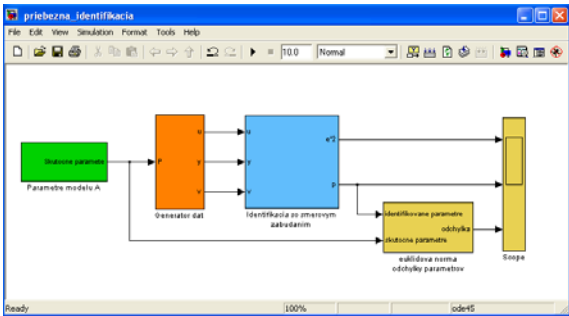 priebezna_identifikacia
File Edit View Simulation Format Tools Help
10.0 Normal
Skutocne parametre
Parametre modelu A
P
u
y
v
Generator dat
u
y
v
e^2
p
Identifikacia so smerovym
zabudanim
identifikovane parametre
odchylka
skutocne parametre
euklidova norma
odchylky parametrov
Scope
Ready 100% ode45